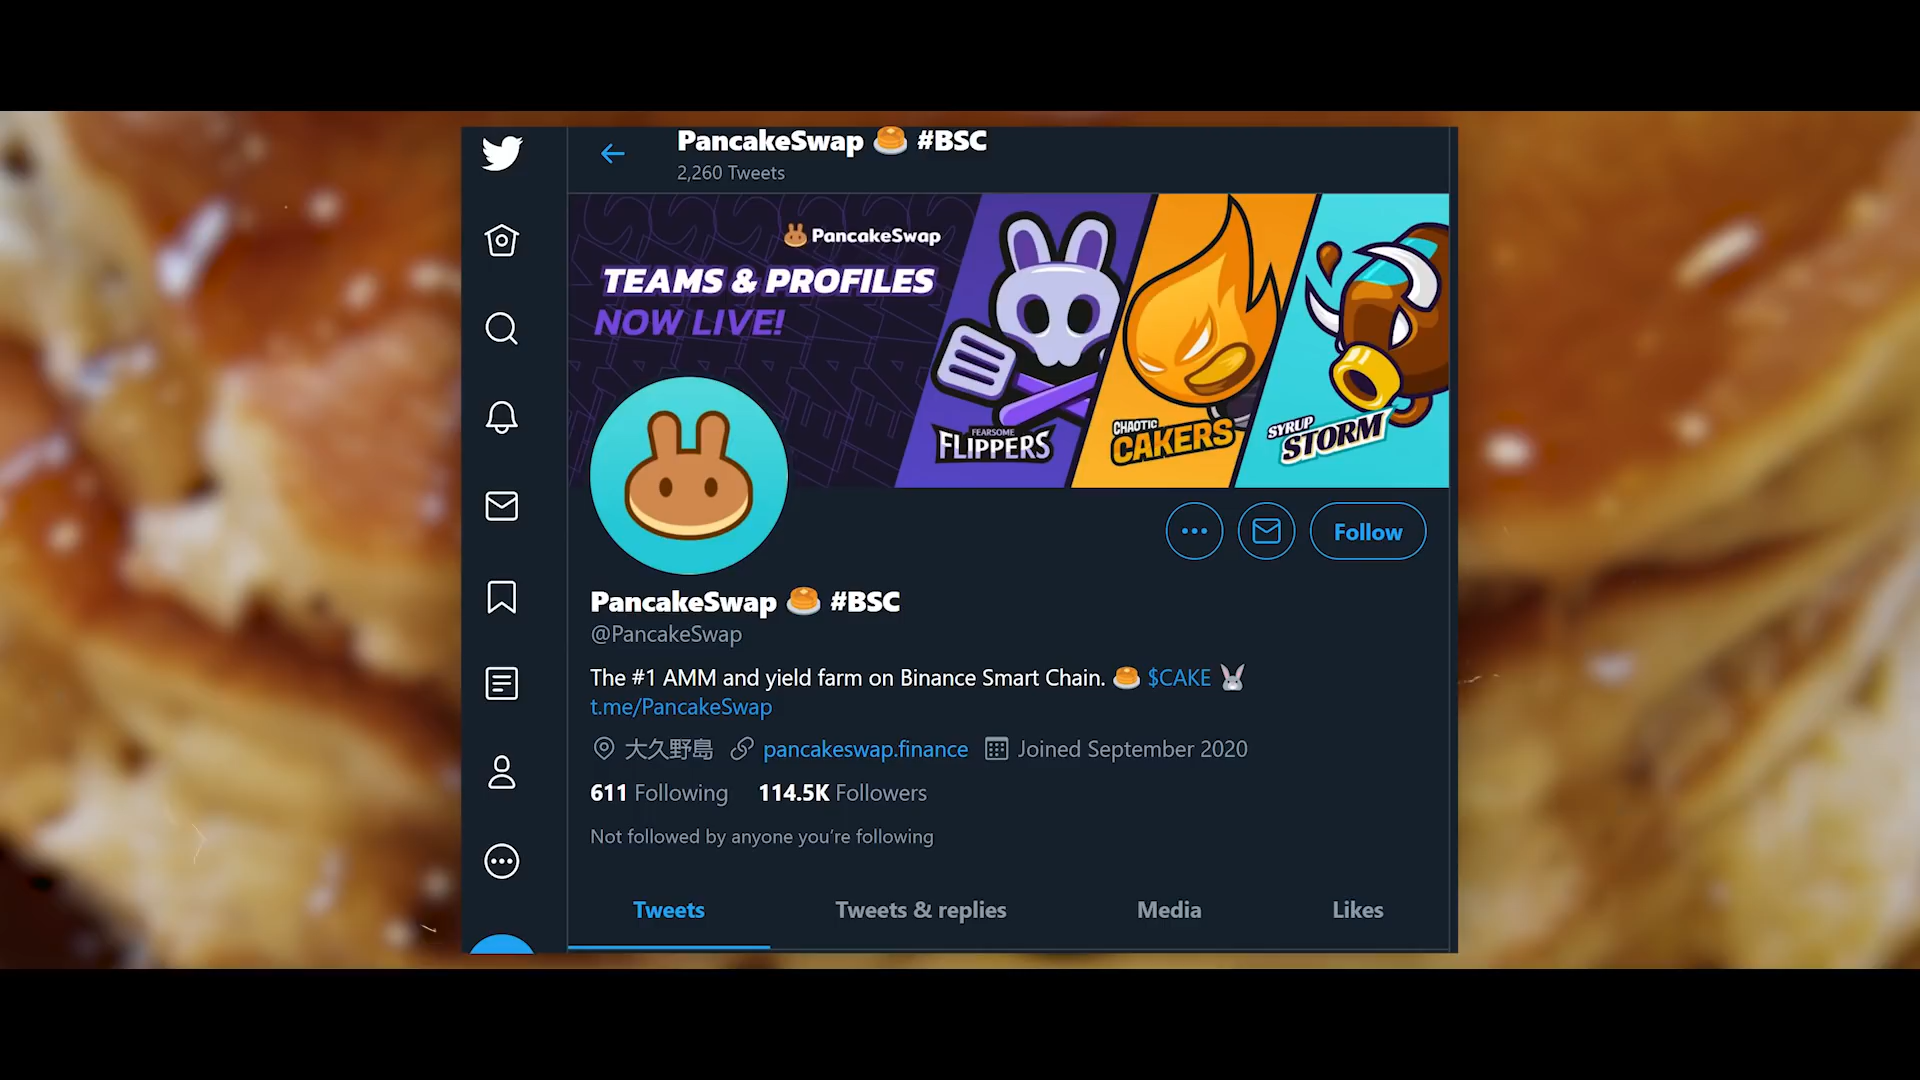 PancakeSwap 🥞 #BSC
2,260 Tweets
PancakeSwap
TEAMS & PROFILES
NOW LIVE!
FEARSOME
FLIPPERS
CHAOTIC
CAKERS
SYRUP
STORM
Follow
PancakeSwap 🥞 #BSC
@PancakeSwap
The #1 AMM and yield farm on Binance Smart Chain. 🥞 $CAKE 🐰
t.me/PancakeSwap
大久野島 pancakeswap.finance Joined September 2020
611 Following 114.5K Followers
Not followed by anyone you're following
Tweets Tweets & replies Media Likes